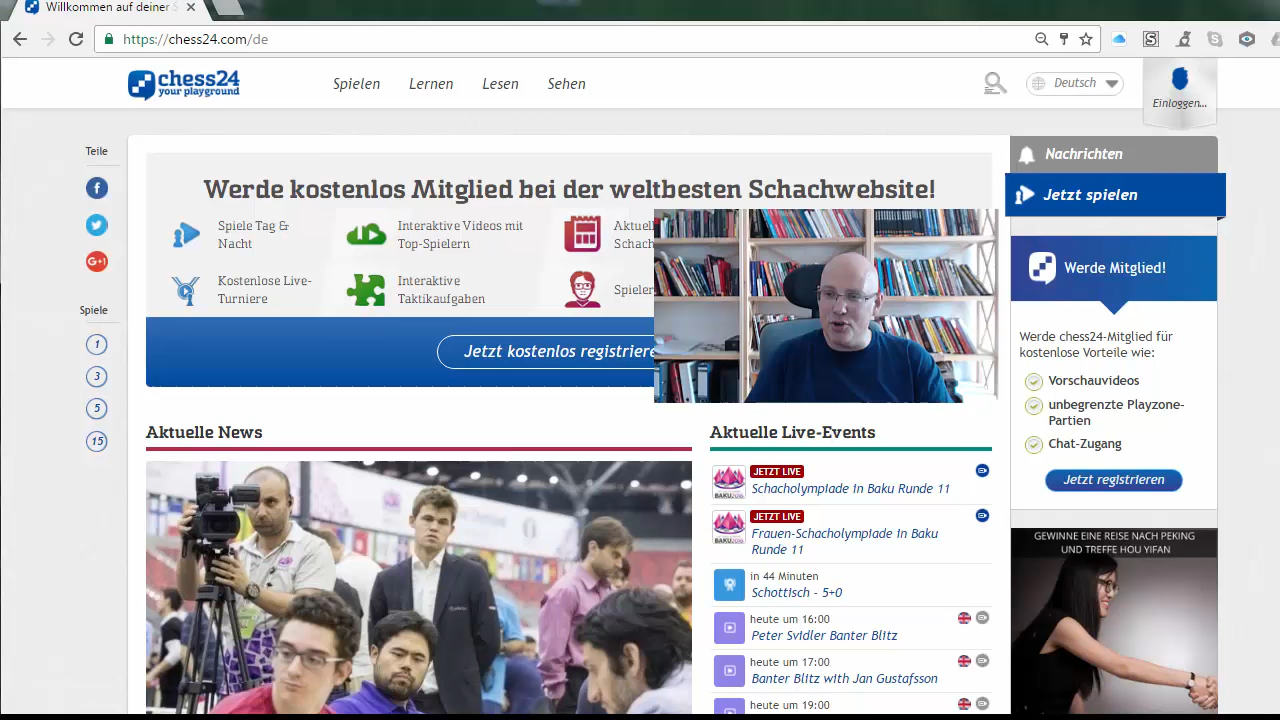 Willkommen auf deiner
https://chess24.com/de
chess24
your playground
Spielen
Lernen
Lesen
Sehen
Deutsch
Einloggen...
Teile
G+1
Spiele
1
3
5
15
Werde kostenlos Mitglied bei der weltbesten Schachwebsite!
Spiele Tag &
Nacht
Interaktive Videos mit
Top-Spielern
Kostenlose Live-
Turniere
Interaktive
Taktikaufgaben
Jetzt kostenlos
Aktuelle News
Aktuelle Live-Events
JETZT LIVE
Schacholympiade in Baku Runde 11
JETZT LIVE
Frauen-Schacholympiade in Baku
Runde 11
in 44 Minuten
Schottisch - 5+0
heute um 16:00
Peter Svidler Banter Blitz
heute um 17:00
Banter Blitz with Jan Gustafsson
heute um 19:00
Nachrichten
Jetzt spielen
Werde Mitglied!
Werde chess24-Mitglied für
kostenlose Vorteile wie:
Vorschauvideos
unbegrenzte Playzone-
Partien
Chat-Zugang
Jetzt registrieren
GEWINNE EINE REISE NACH PEKING
UND TREFFE HOU YIFAN